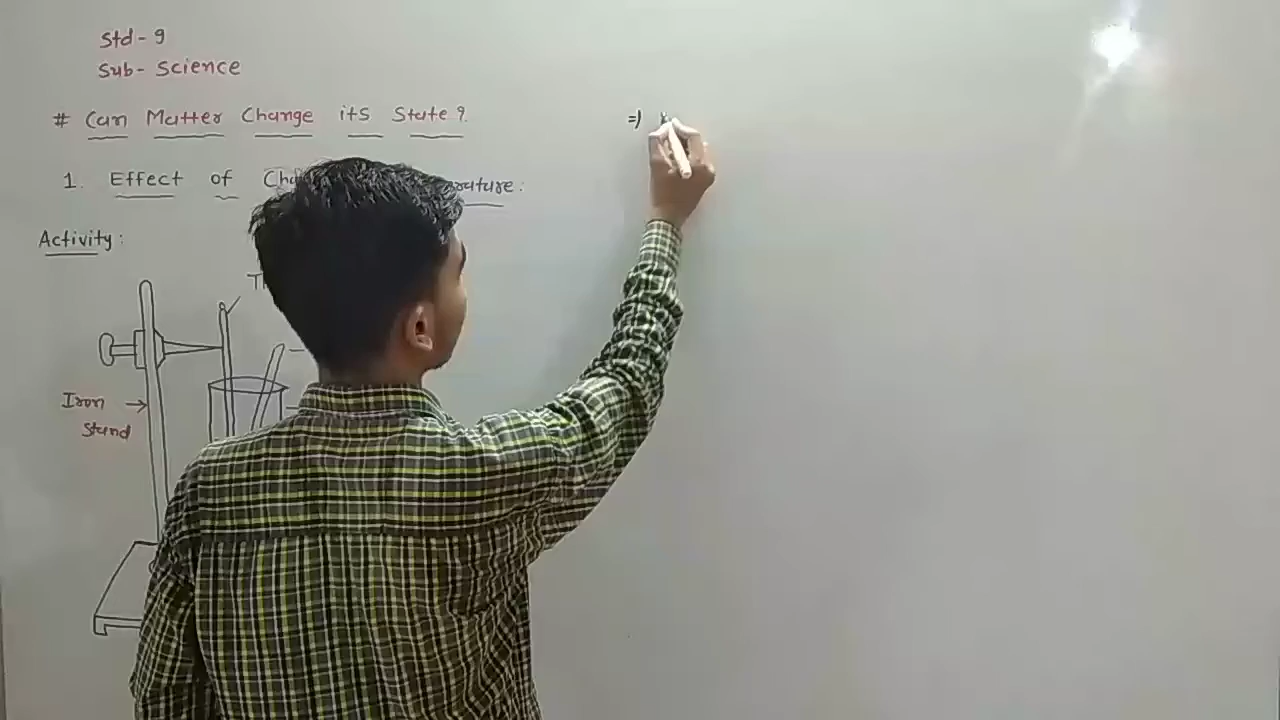 Std - 9
Sub- Science
# Can Matter Change its State ?
1. Effect of
Activity:
Iron →
Stand
=)